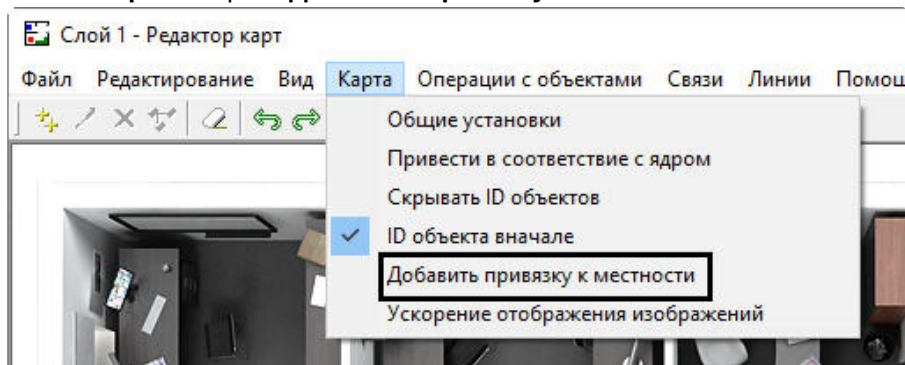 Слой 1 - Редактор карт
Файл Редактирование Вид Карта Операции с объектами Связи Линии Помощ
Общие установки
Привести в соответствие с ядром
Скрывать ID объектов
ID объекта вначале
Добавить привязку к местности
Ускорение отображения изображений